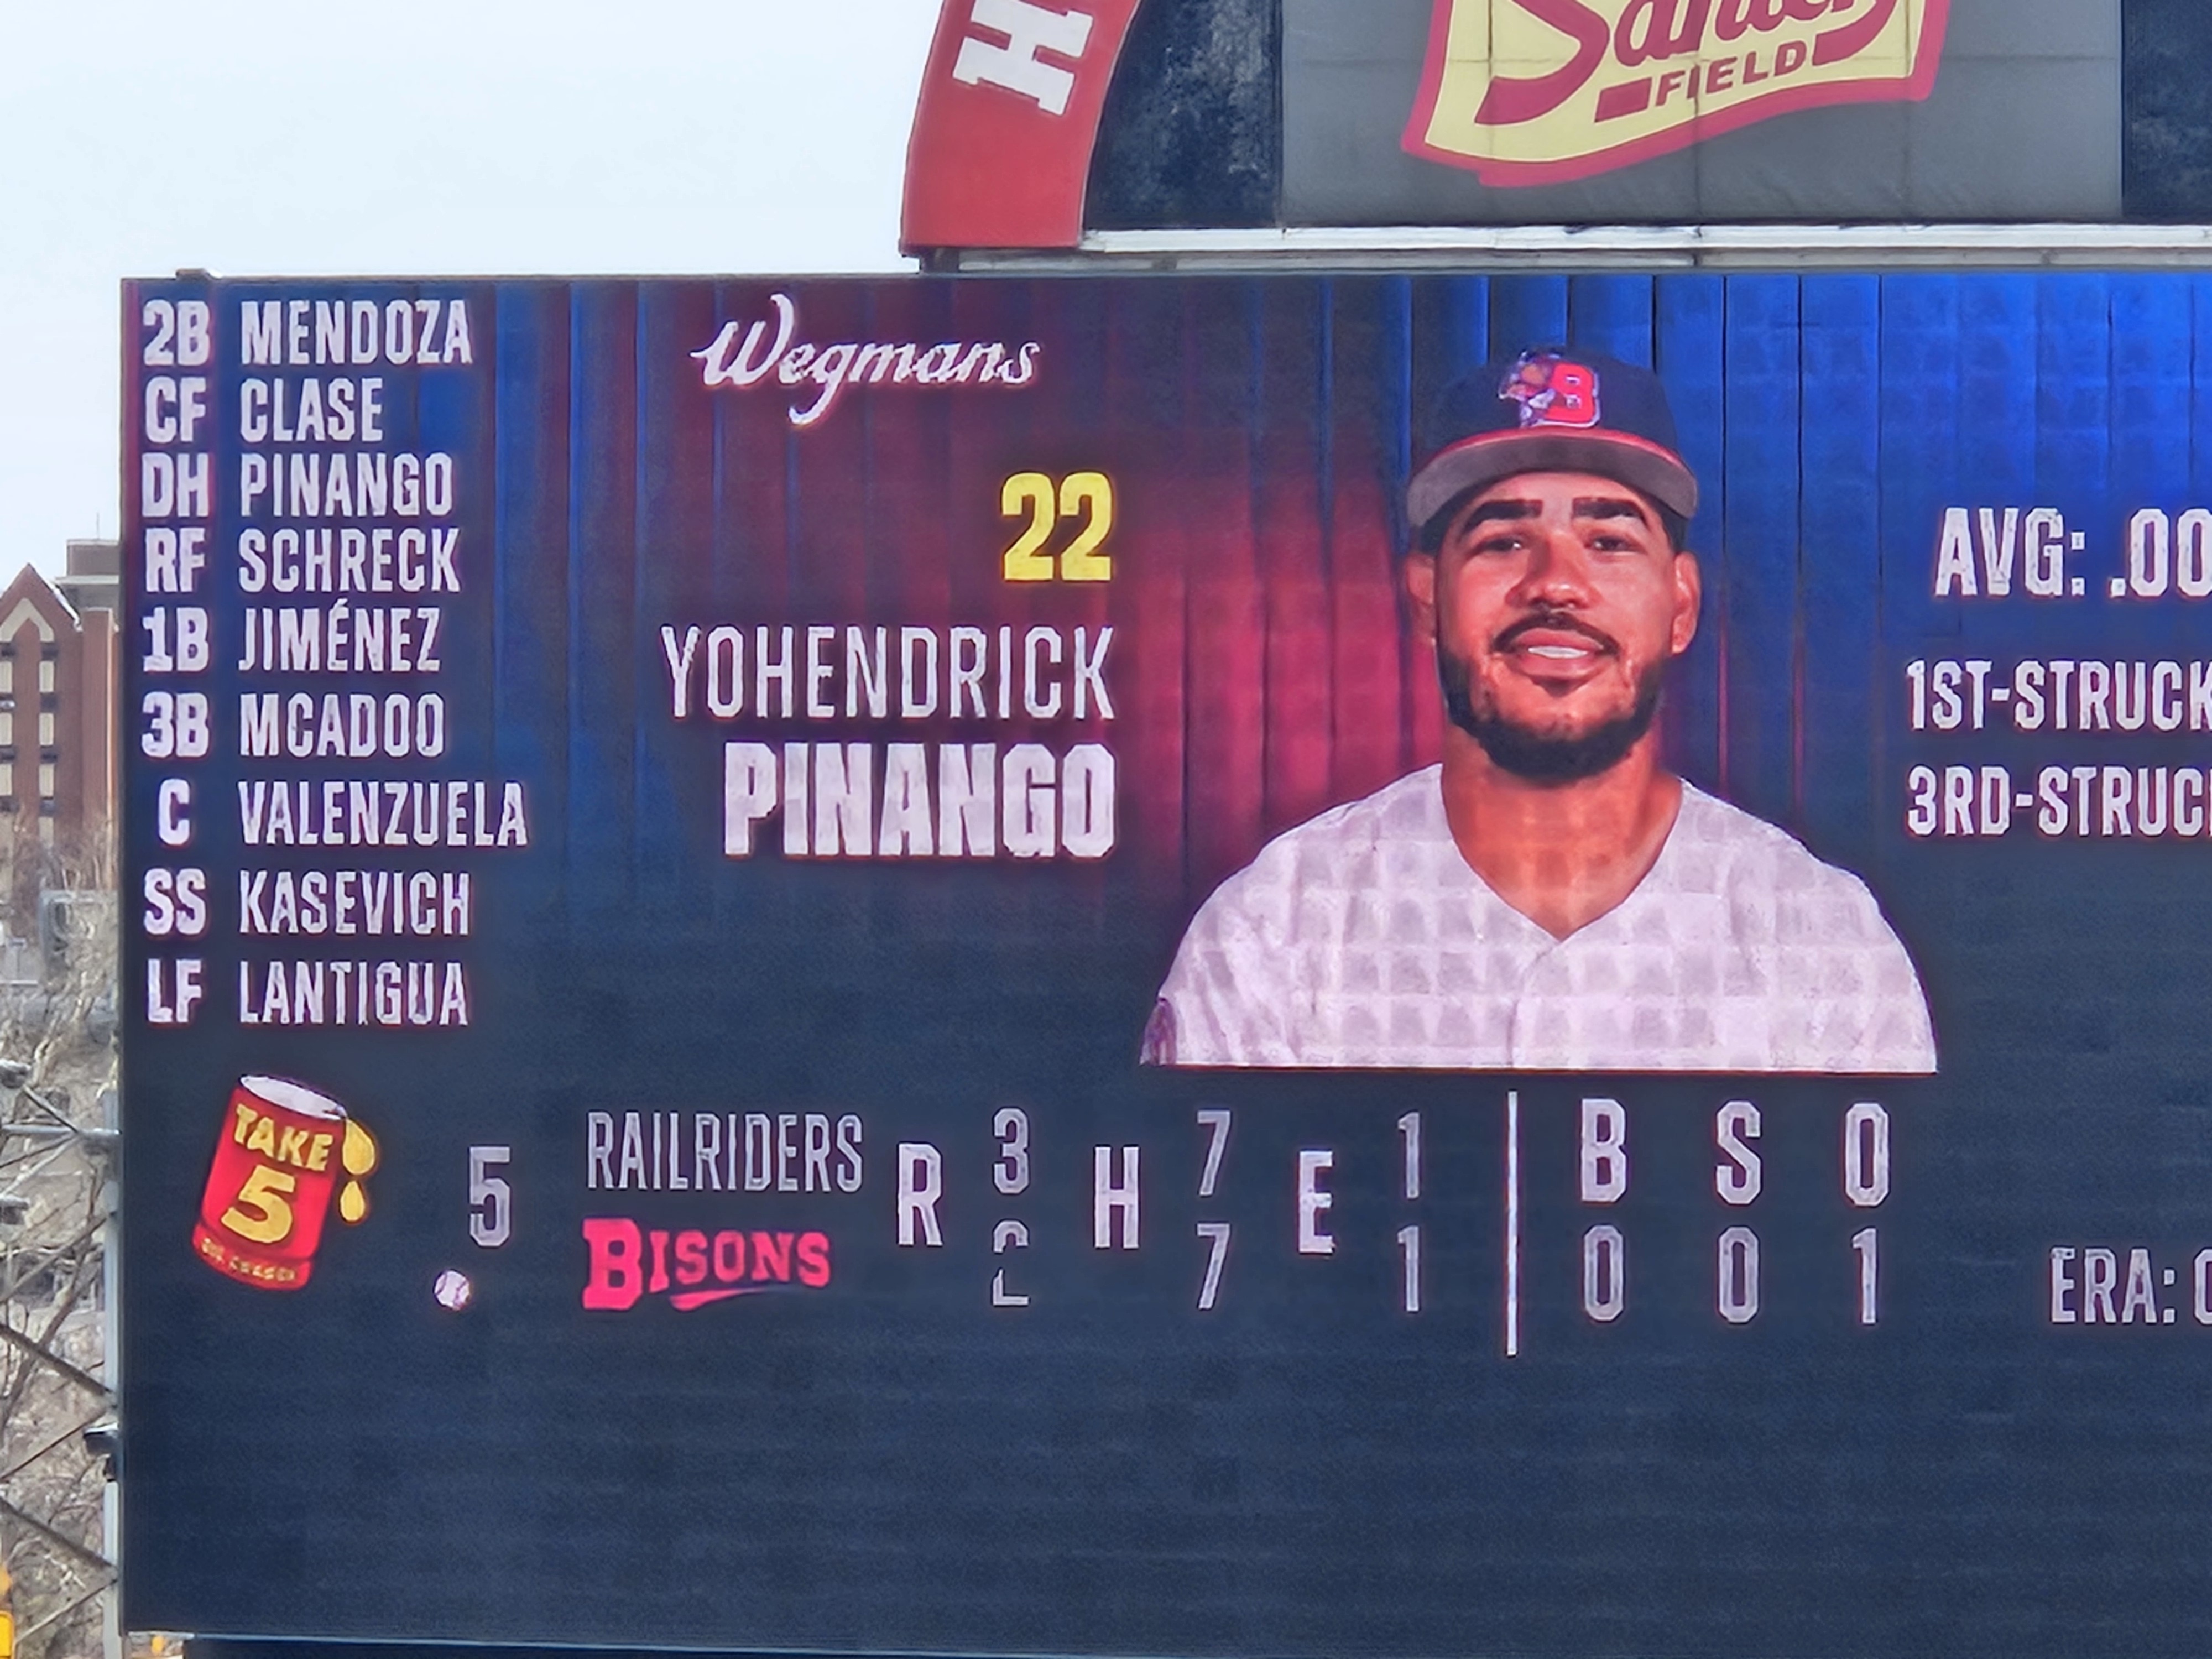 H
FIELD
2B MENDOZA
CF CLASE
DH PINANGO
RF SCHRECK
1B JIMÉNEZ
3B MCADOO
C VALENZUELA
SS KASEVICH
LF LANTIGUA
Wegmans
22
YOHENDRICK
PINANGO
AVG: .00
1ST-STRUCK
3RD-STRUC
TAKE
5
5
RAILRIDERS
BISONS
R 3 2
H 7 7
E 1 1
B S O
0 0 1
ERA: 0